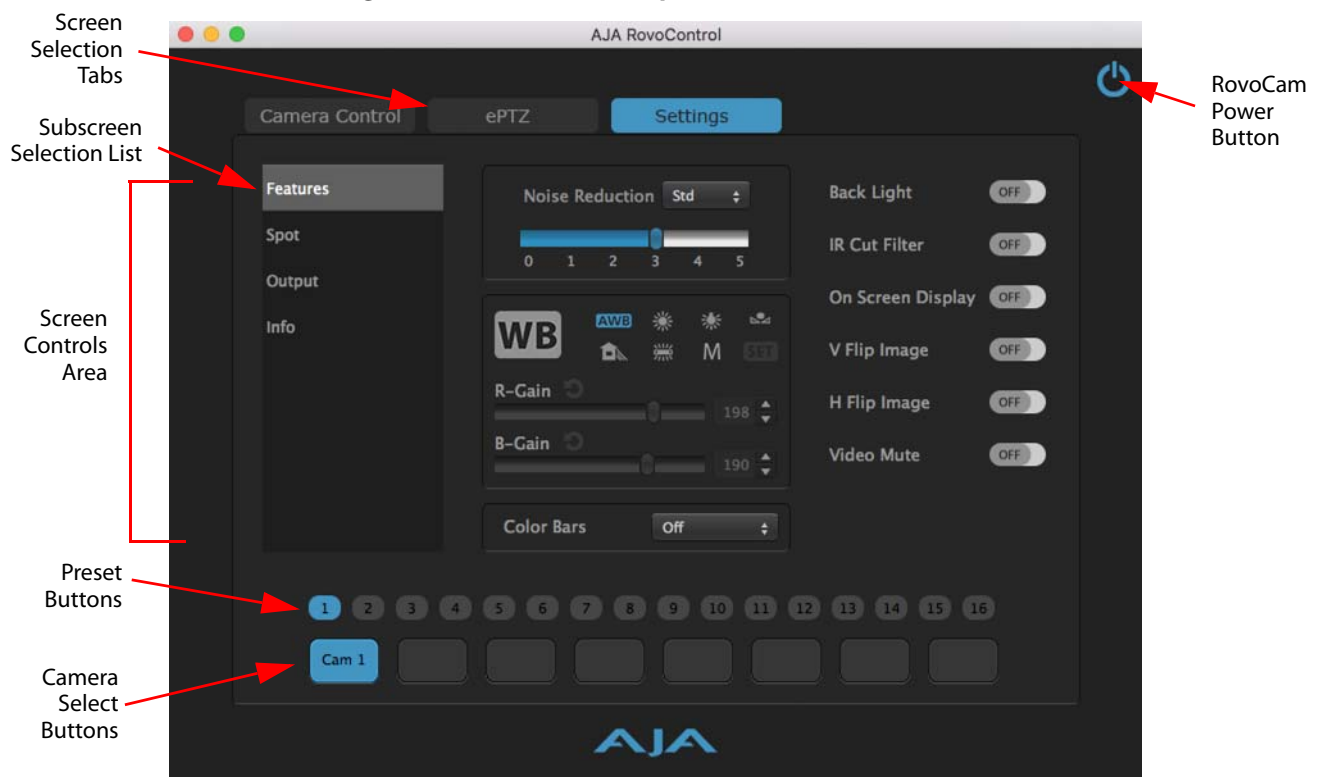 AJA RovoControl
Screen
Selection
Tabs
RovoCam
Power
Button
Camera Control
ePTZ
Settings
Subscreen
Selection List
Features
Spot
Output
Info
Noise Reduction
Std
0 1 2 3 4 5
WB
AWB
M
SET
R-Gain
198
B-Gain
190
Color Bars
Off
Back Light
OFF
IR Cut Filter
OFF
On Screen Display
OFF
V Flip Image
OFF
H Flip Image
OFF
Video Mute
OFF
Screen
Controls
Area
Preset
Buttons
1 2 3 4 5 6 7 8 9 10 11 12 13 14 15 16
Cam 1
Camera
Select
Buttons
AJA